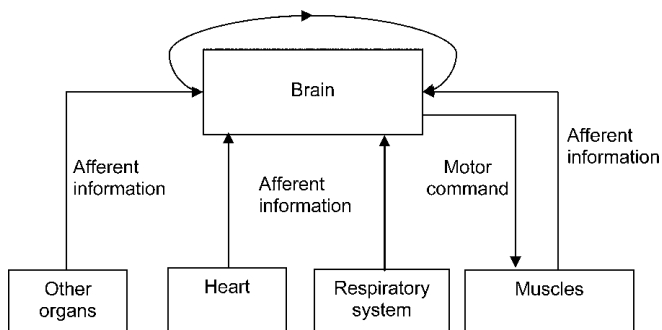 Brain
Afferent
information
Afferent
information
Motor
command
Afferent
information
Other
organs
Heart
Respiratory
system
Muscles